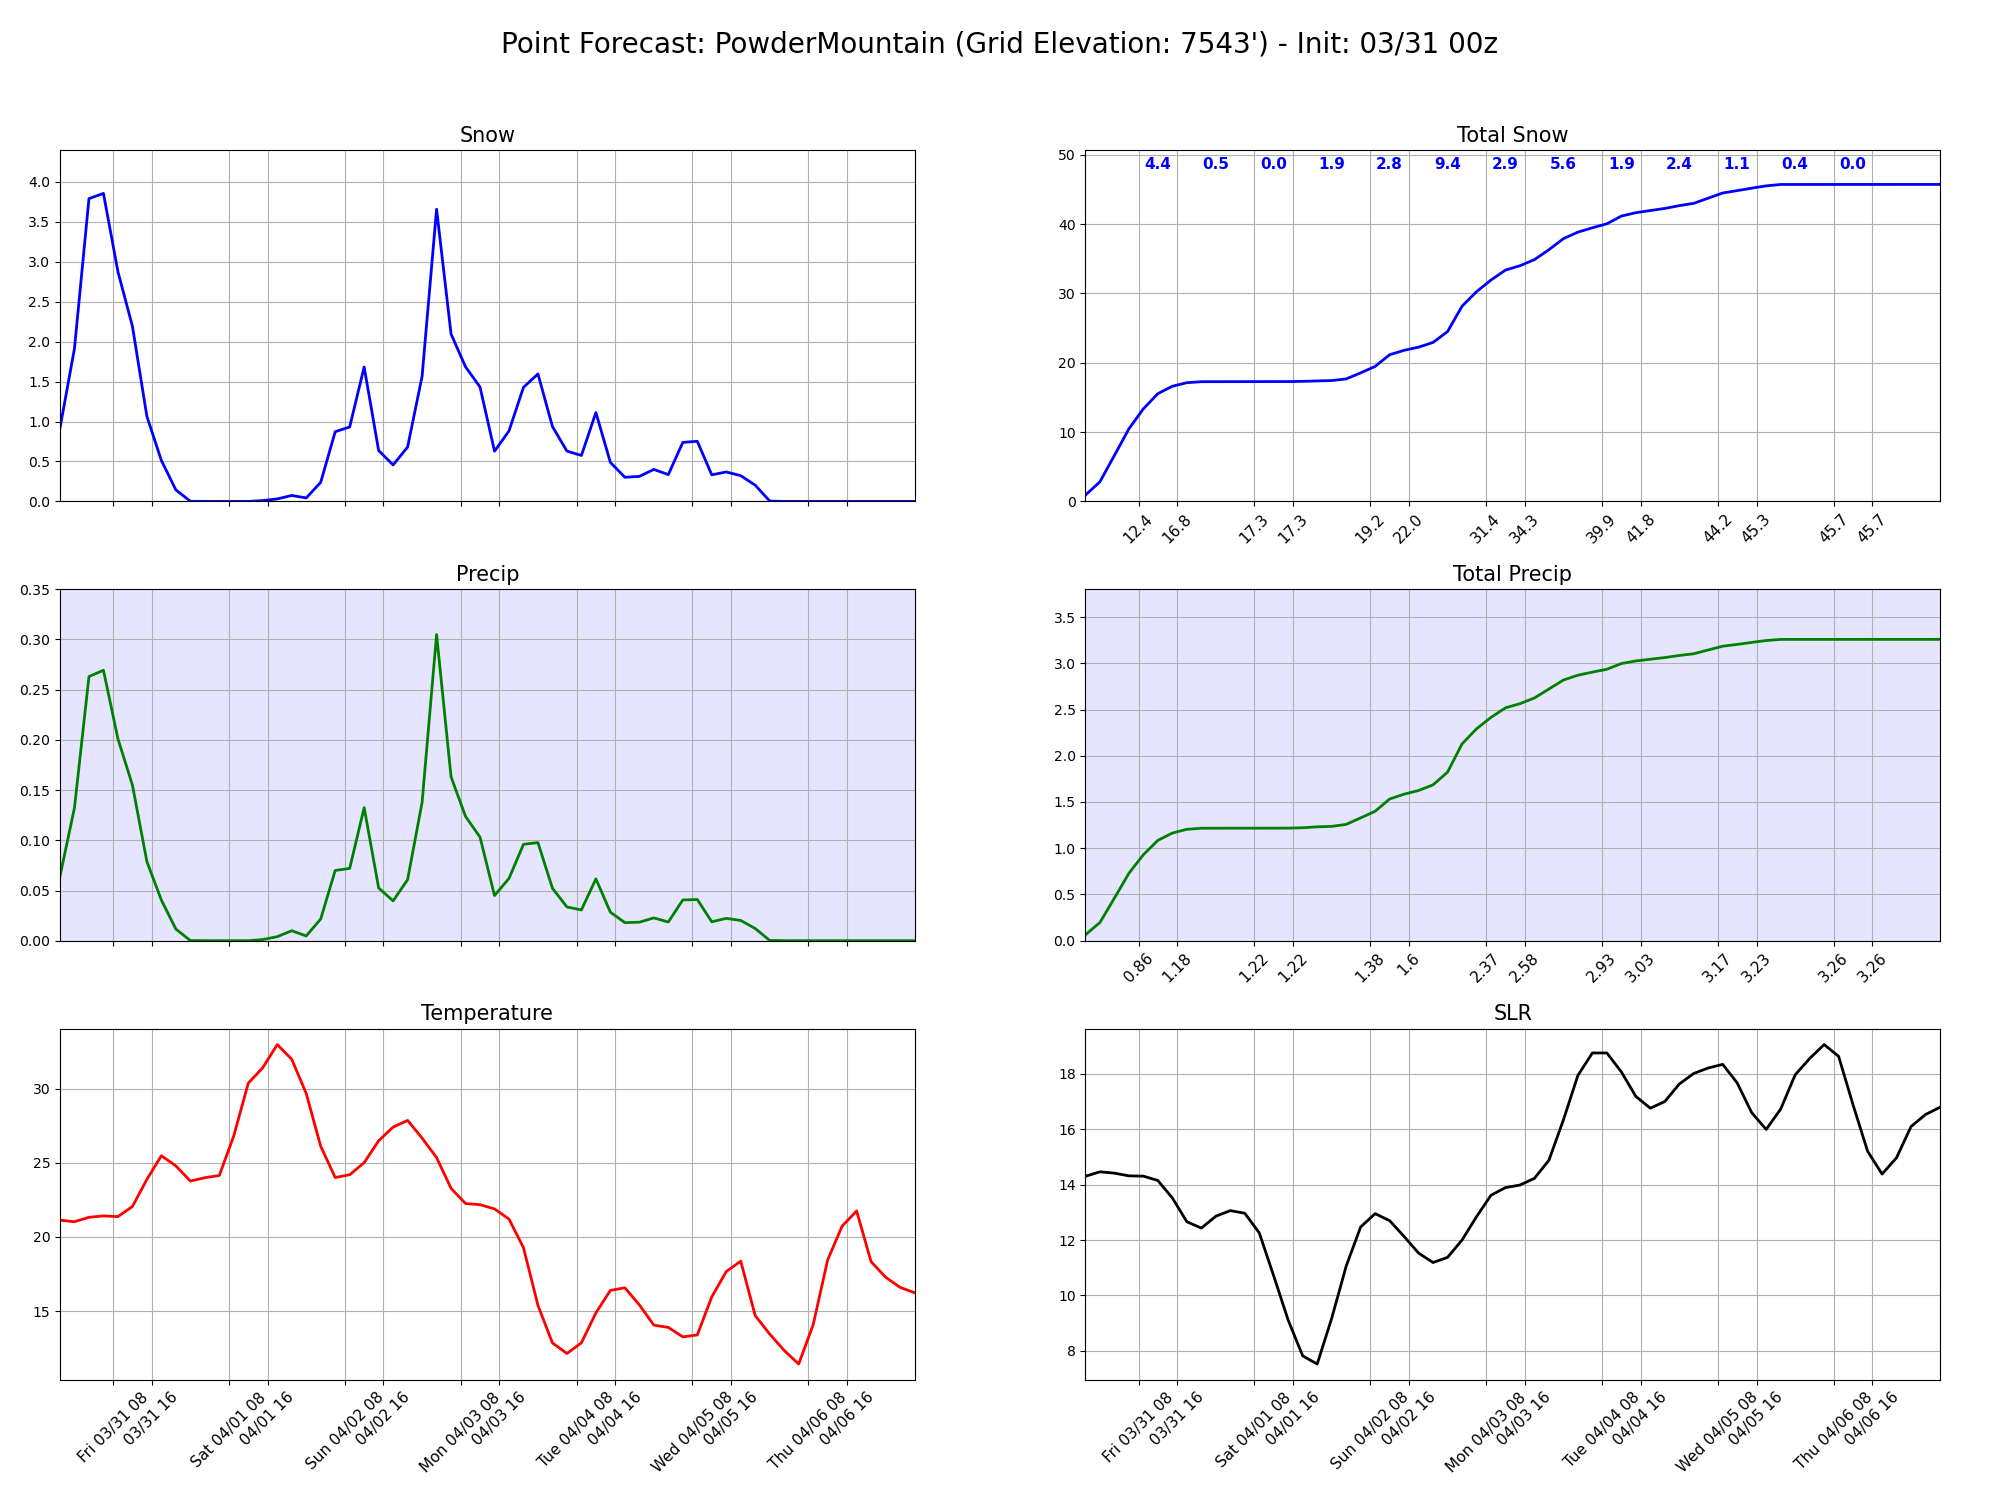 Point Forecast: PowderMountain (Grid Elevation: 7543') - Init: 03/31 00z
Snow
4.0
3.5
3.0
2.5
2.0
1.5
1.0
0.5
0.0
Total Snow
4.4 0.5 0.0 1.9 2.8 9.4 2.9 5.6 1.9 2.4 1.1 0.4 0.0
50
40
30
20
10
0
12.4 16.8 17.3 17.3 19.2 22.0 31.4 34.3 39.9 41.8 44.2 45.3 45.7 45.7
Precip
0.35
0.30
0.25
0.20
0.15
0.10
0.05
0.00
Total Precip
3.5
3.0
2.5
2.0
1.5
1.0
0.5
0.0
0.86 1.18 1.22 1.22 1.38 1.6 2.37 2.58 2.93 3.03 3.17 3.23 3.26 3.26
Temperature
30
25
20
15
Fri 03/31 08
03/31 16
Sat 04/01 08
04/01 16
Sun 04/02 08
04/02 16
Mon 04/03 08
04/03 16
Tue 04/04 08
04/04 16
Wed 04/05 08
04/05 16
Thu 04/06 08
04/06 16
SLR
18
16
14
12
10
8
Fri 03/31 08
03/31 16
Sat 04/01 08
04/01 16
Sun 04/02 08
04/02 16
Mon 04/03 08
04/03 16
Tue 04/04 08
04/04 16
Wed 04/05 08
04/05 16
Thu 04/06 08
04/06 16